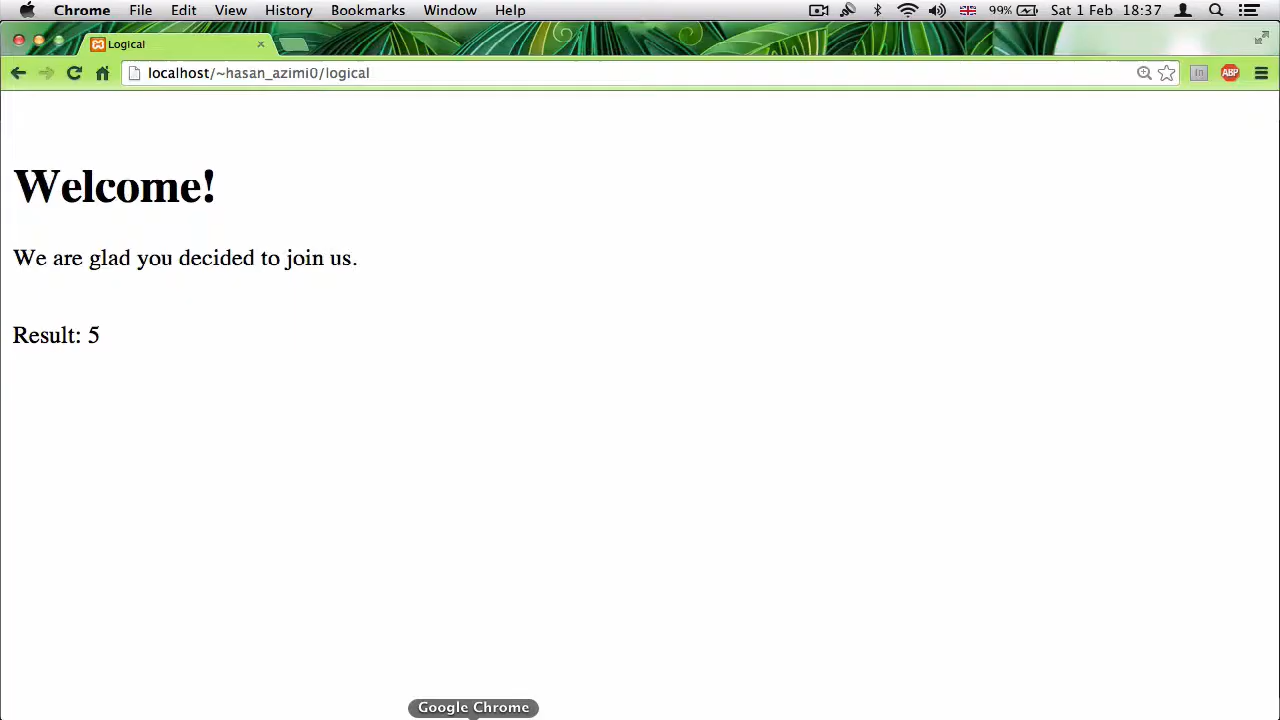 Chrome File Edit View History Bookmarks Window Help 99% Sat 1 Feb 18:37
Logical
localhost/~hasan_azimi0/logical
ABP
Welcome!
We are glad you decided to join us.
Result: 5
Google Chrome